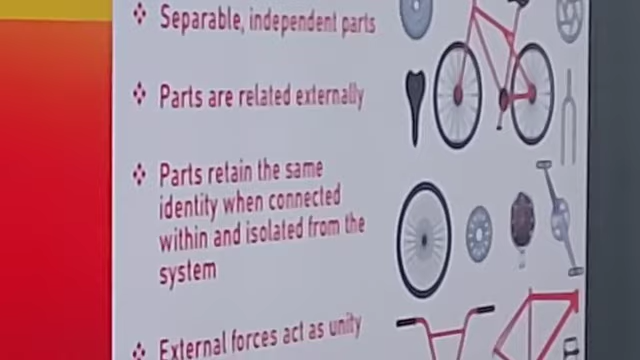 Separable, independent parts
Parts are related externally
Parts retain the same
identity when connected
within and isolated from the
system
External forces act as unity